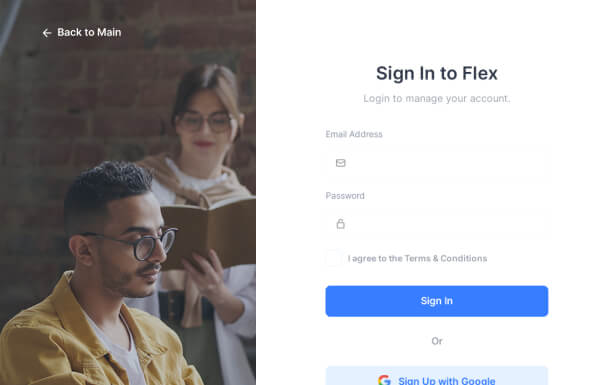 Back to Main
Sign In to Flex
Login to manage your account.
Email Address
Password
I agree to the Terms & Conditions
Sign In
Or
Sign Up with Google